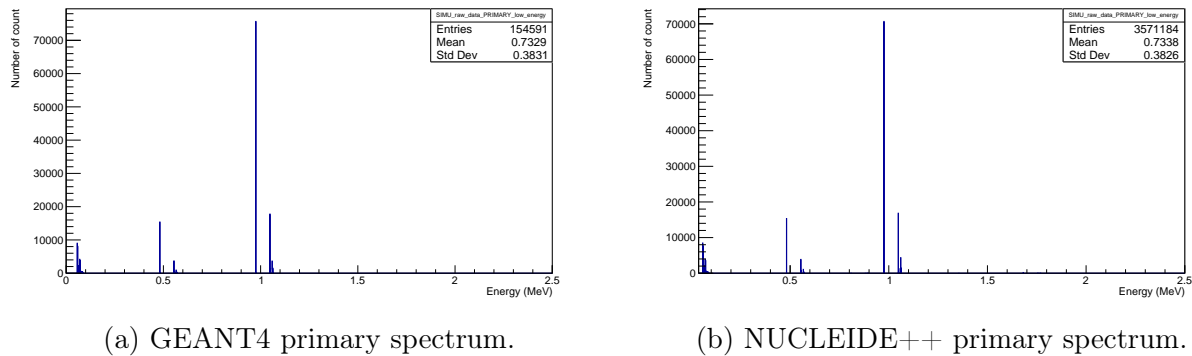 SIMU_raw_data_PRIMARY_low_energy
Entries 154591
Mean 0.7329
Std Dev 0.3831
Number of count
70000
60000
50000
40000
30000
20000
10000
0
0 0.5 1 1.5 2 2.5
Energy (MeV)
(a) GEANT4 primary spectrum.
SIMU_raw_data_PRIMARY_low_energy
Entries 3571184
Mean 0.7338
Std Dev 0.3826
Number of count
70000
60000
50000
40000
30000
20000
10000
0
0.5 1 1.5 2 2.5
Energy (MeV)
(b) NUCLEIDE++ primary spectrum.